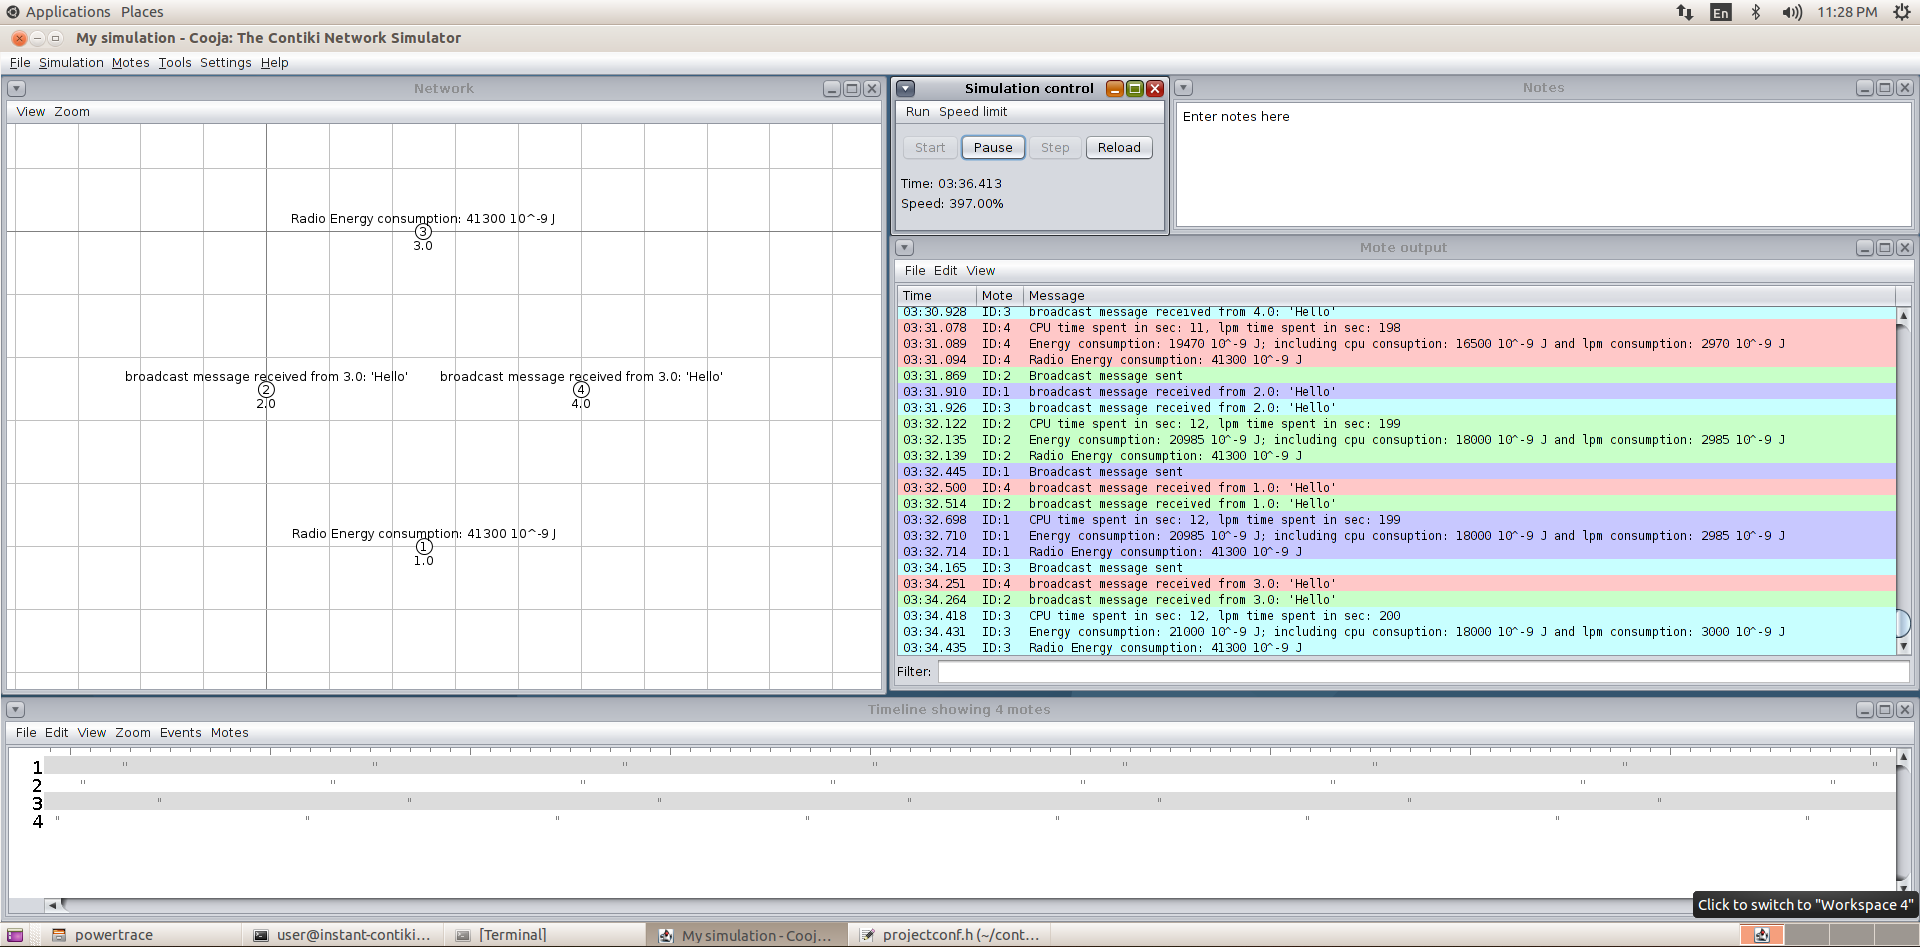 Applications Places En 11:28 PM
My simulation - Cooja: The Contiki Network Simulator
File Simulation Motes Tools Settings Help
Network
View Zoom
Radio Energy consumption: 41300 10^-9 J
3
3.0
broadcast message received from 3.0: 'Hello'
2
2.0
broadcast message received from 3.0: 'Hello'
4
4.0
Radio Energy consumption: 41300 10^-9 J
1
1.0
Simulation control
Run Speed limit
Start Pause Step Reload
Time: 03:36.413
Speed: 397.00%
Notes
Enter notes here
Mote output
File Edit View
Time Mote Message
03:30.928 ID:3 broadcast message received from 4.0: 'Hello'
03:31.078 ID:4 CPU time spent in sec: 11, lpm time spent in sec: 198
03:31.089 ID:4 Energy consumption: 19470 10^-9 J; including cpu consuption: 16500 10^-9 J and lpm consumption: 2970 10^-9 J
03:31.094 ID:4 Radio Energy consumption: 41300 10^-9 J
03:31.869 ID:2 Broadcast message sent
03:31.910 ID:1 broadcast message received from 2.0: 'Hello'
03:31.926 ID:3 broadcast message received from 2.0: 'Hello'
03:32.122 ID:2 CPU time spent in sec: 12, lpm time spent in sec: 199
03:32.135 ID:2 Energy consumption: 20985 10^-9 J; including cpu consuption: 18000 10^-9 J and lpm consumption: 2985 10^-9 J
03:32.139 ID:2 Radio Energy consumption: 41300 10^-9 J
03:32.445 ID:1 Broadcast message sent
03:32.500 ID:4 broadcast message received from 1.0: 'Hello'
03:32.514 ID:2 broadcast message received from 1.0: 'Hello'
03:32.698 ID:1 CPU time spent in sec: 12, lpm time spent in sec: 199
03:32.710 ID:1 Energy consumption: 20985 10^-9 J; including cpu consuption: 18000 10^-9 J and lpm consumption: 2985 10^-9 J
03:32.714 ID:1 Radio Energy consumption: 41300 10^-9 J
03:34.165 ID:3 Broadcast message sent
03:34.251 ID:4 broadcast message received from 3.0: 'Hello'
03:34.264 ID:2 broadcast message received from 3.0: 'Hello'
03:34.418 ID:3 CPU time spent in sec: 12, lpm time spent in sec: 200
03:34.431 ID:3 Energy consumption: 21000 10^-9 J; including cpu consuption: 18000 10^-9 J and lpm consumption: 3000 10^-9 J
03:34.435 ID:3 Radio Energy consumption: 41300 10^-9 J
Filter:
Timeline showing 4 motes
File Edit View Zoom Events Motes
1
2
3
4
Click to switch to "Workspace 4"
powertrace user@instant-contiki... [Terminal] My simulation - Cooj... projectconf.h (~/cont...